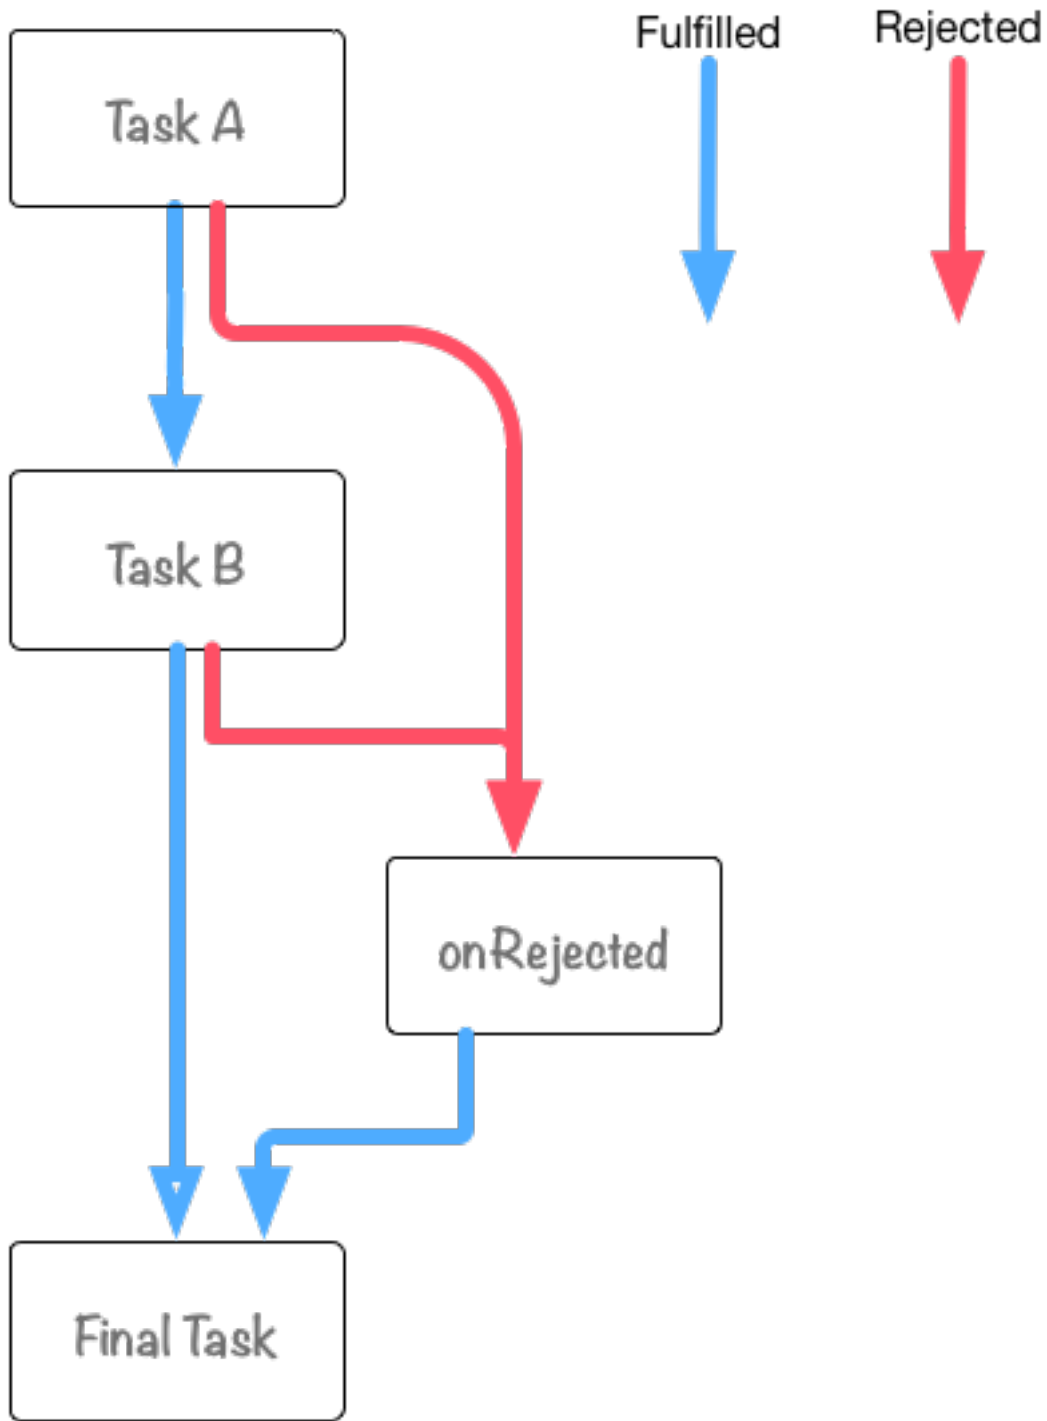 Fulfilled
Rejected
Task A
Task B
onRejected
Final Task